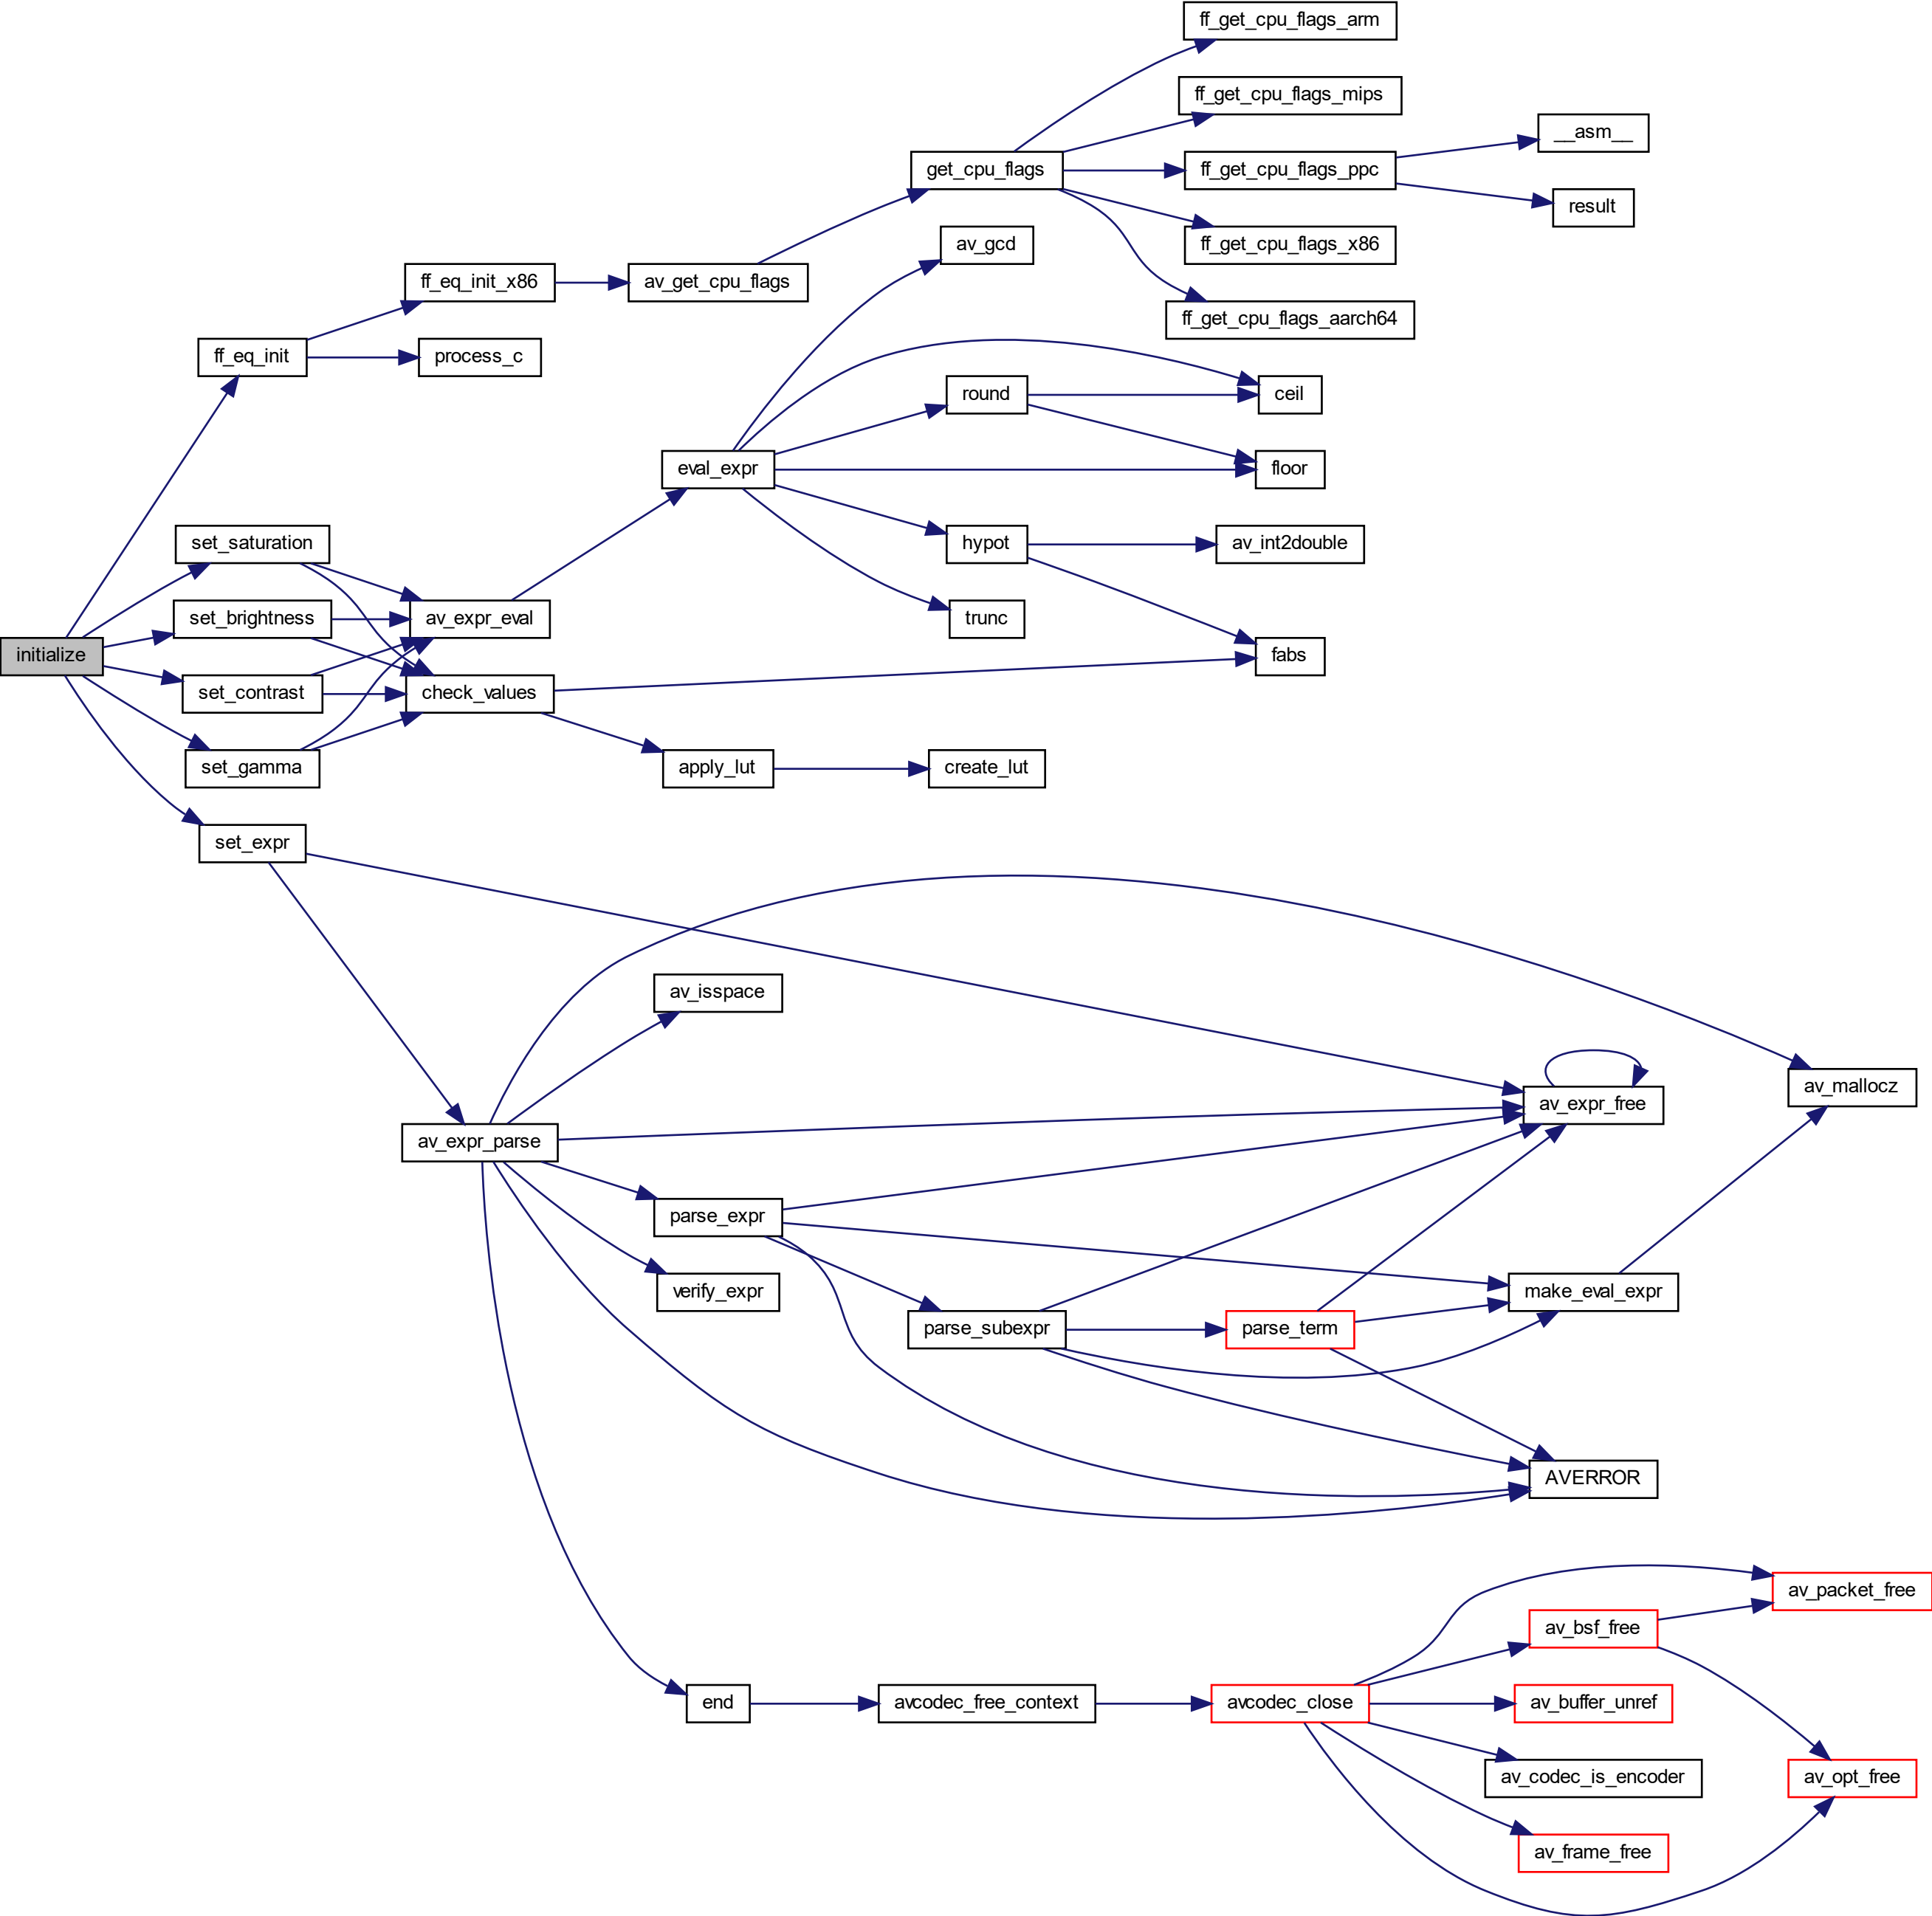 ff_get_cpu_flags_arm
ff_get_cpu_flags_mips
__asm__
get_cpu_flags
ff_get_cpu_flags_ppc
result
av_gcd
ff_get_cpu_flags_x86
ff_eq_init_x86
av_get_cpu_flags
ff_get_cpu_flags_aarch64
ff_eq_init
process_c
round
ceil
eval_expr
floor
set_saturation
hypot
av_int2double
set_brightness
av_expr_eval
trunc
initialize
fabs
set_contrast
check_values
set_gamma
apply_lut
create_lut
set_expr
av_isspace
av_mallocz
av_expr_free
av_expr_parse
parse_expr
verify_expr
make_eval_expr
parse_subexpr
parse_term
AVERROR
av_packet_free
av_bsf_free
end
avcodec_free_context
avcodec_close
av_buffer_unref
av_codec_is_encoder
av_opt_free
av_frame_free